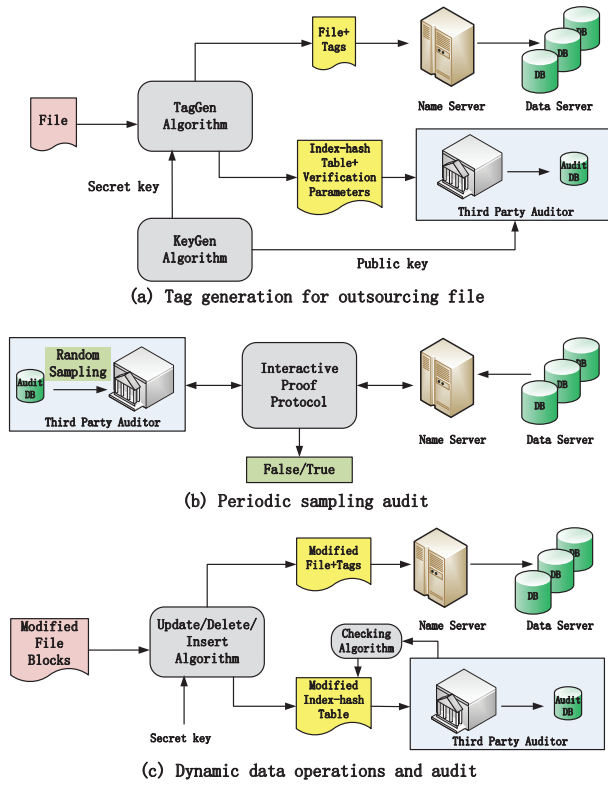 File+
Tags
DB
DB
DB
Name Server
Data Server
File
TagGen
Algorithm
Index-hash
Table+
Verification
Parameters
Audit
DB
Third Party Auditor
Secret key
KeyGen
Algorithm
Public key
(a) Tag generation for outsourcing file
Random
Sampling
Audit
DB
Third Party Auditor
Interactive
Proof
Protocol
False/True
DB
DB
DB
Name Server
Data Server
(b) Periodic sampling audit
Modified
File+Tags
DB
DB
DB
Name Server
Data Server
Modified
File
Blocks
Update/Delete/
Insert
Algorithm
Checking
Algorithm
Modified
Index-hash
Table
Audit
DB
Third Party Auditor
Secret key
(c) Dynamic data operations and audit